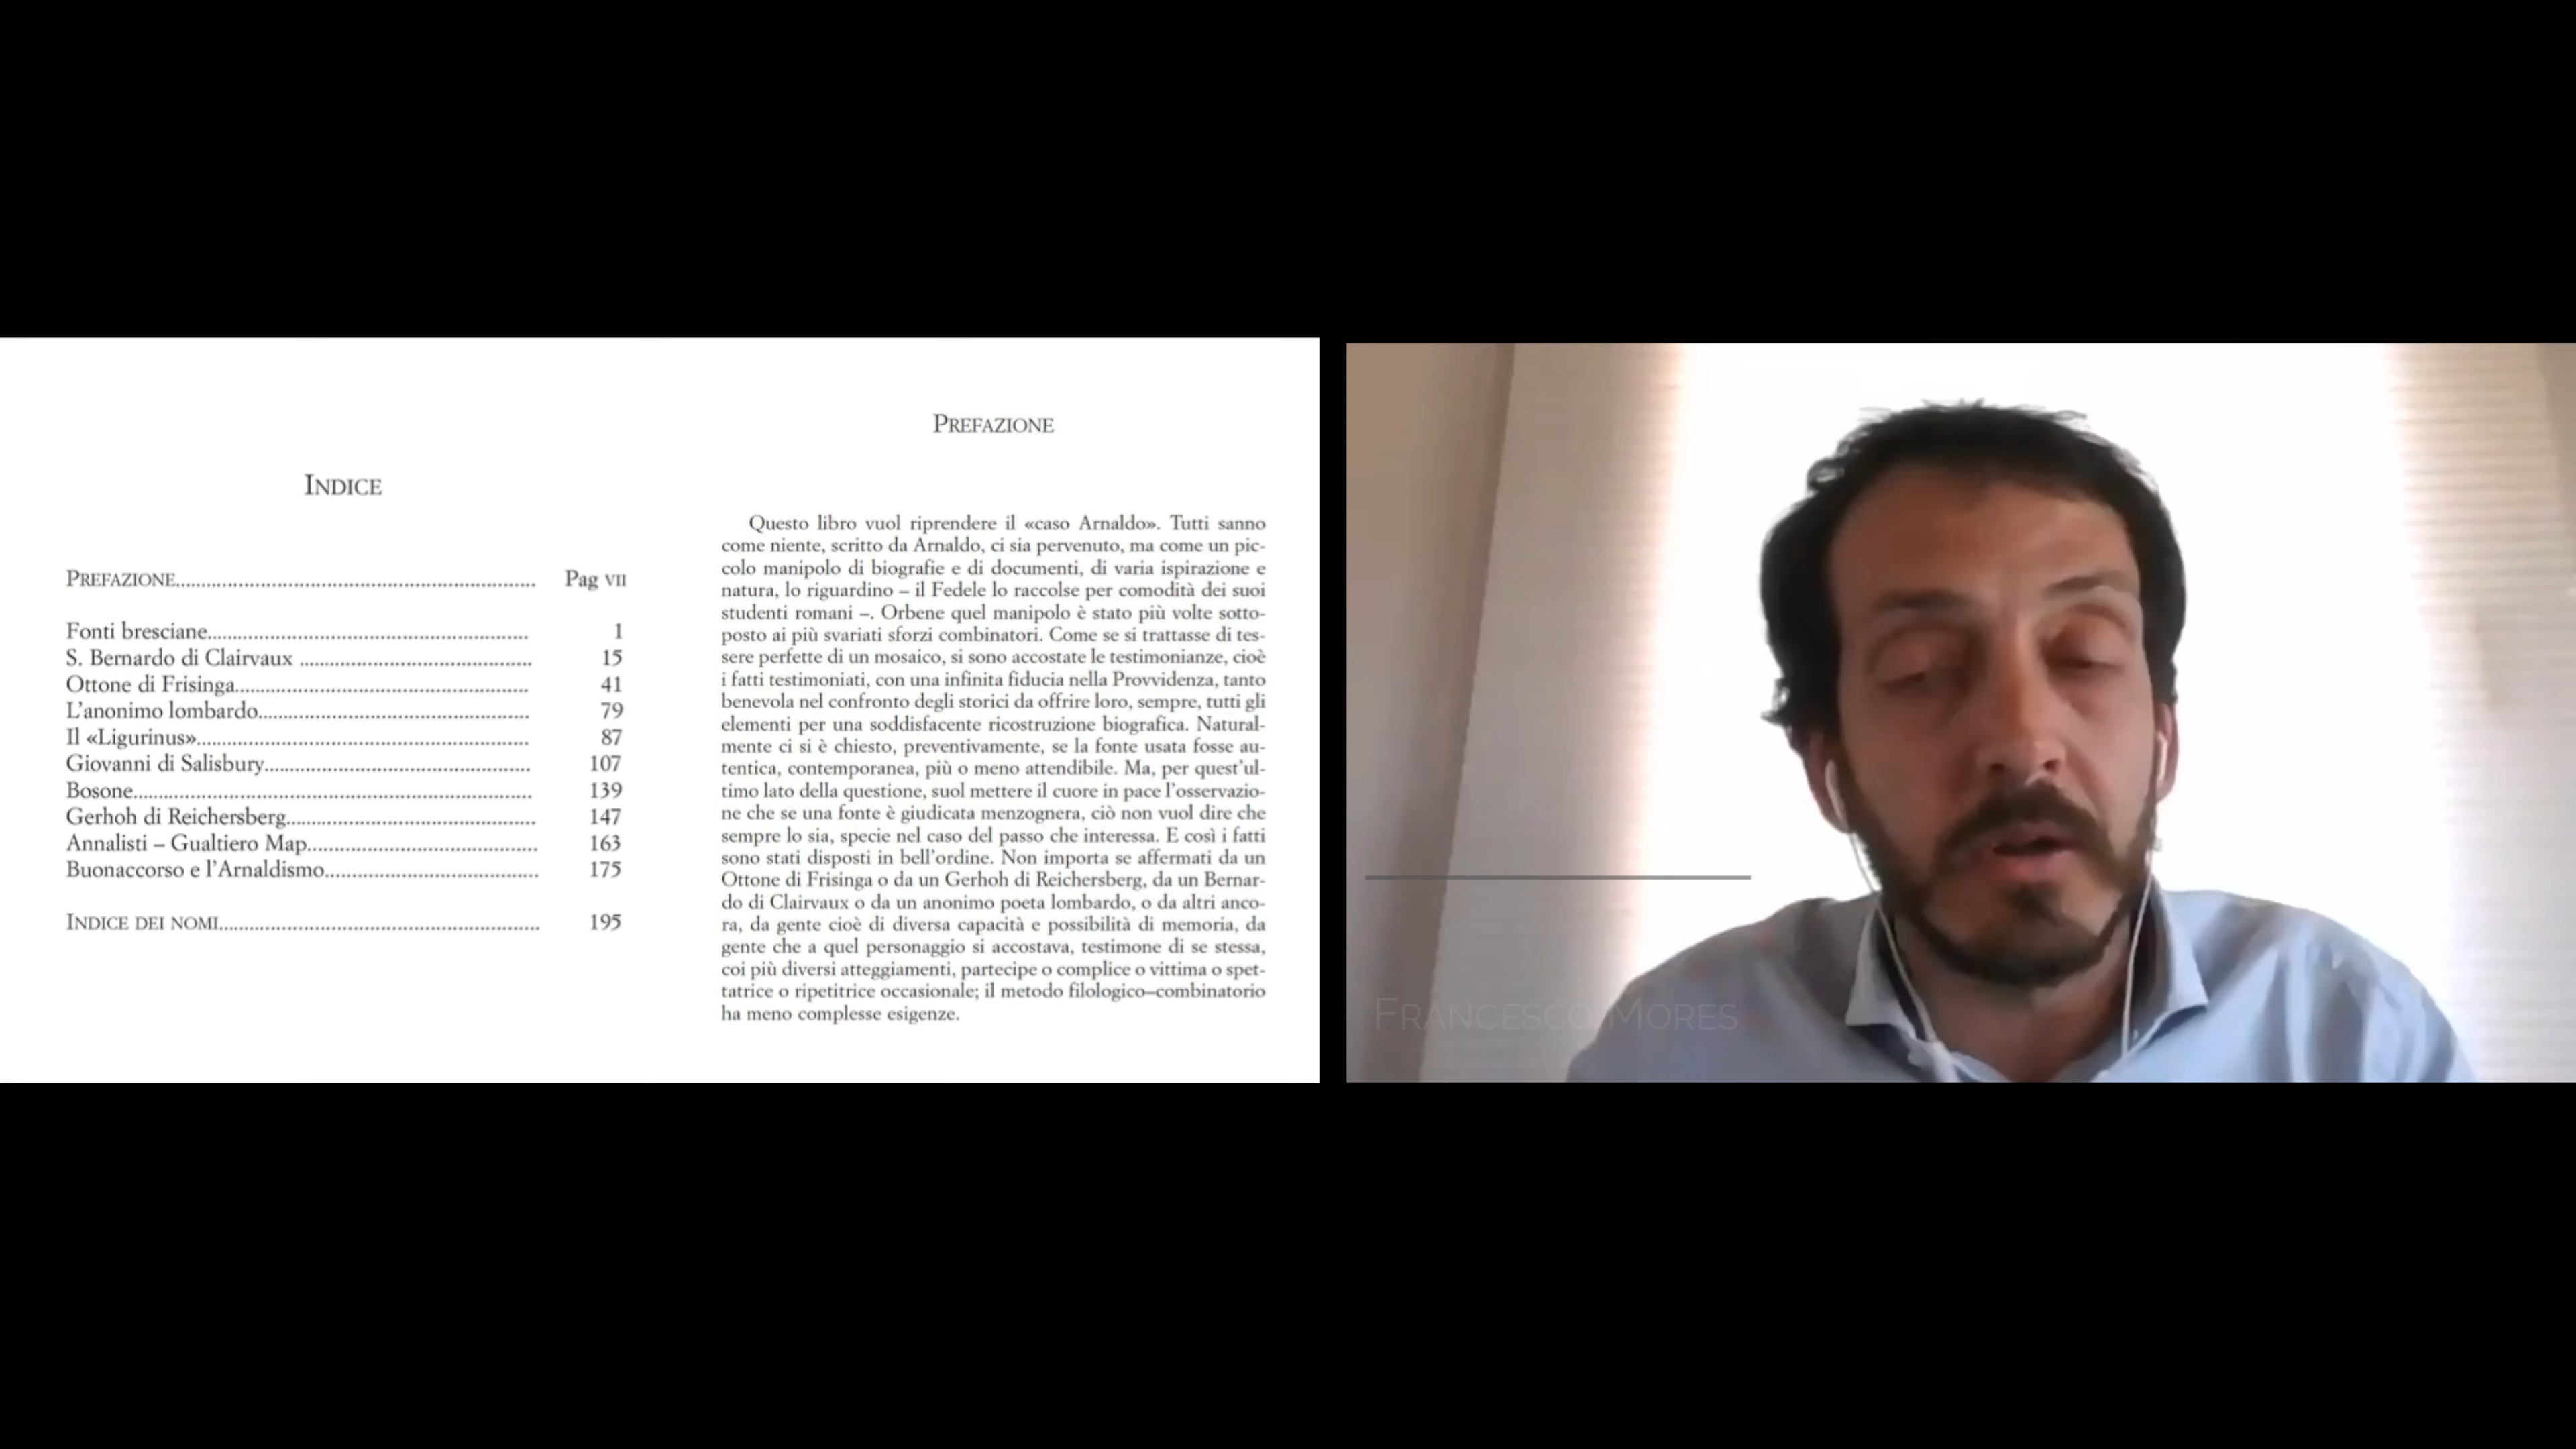 INDICE
PREFAZIONE.................................................................... Pag VII
Fonti bresciane............................................................ 1
S. Bernardo di Clairvaux ........................................... 15
Ottone di Frisinga....................................................... 41
L'anonimo lombardo................................................... 79
Il «Ligurinus».............................................................. 87
Giovanni di Salisbury.................................................. 107
Bosone......................................................................... 139
Gerhoh di Reichersberg.............................................. 147
Annalisti – Gualtiero Map........................................... 163
Buonaccorso e l'Arnaldismo........................................ 175
INDICE DEI NOMI............................................................ 195
PREFAZIONE
Questo libro vuol riprendere il «caso Arnaldo». Tutti sanno
come niente, scritto da Arnaldo, ci sia pervenuto, ma come un pic-
colo manipolo di biografie e di documenti, di varia ispirazione e
natura, lo riguardino – il Fedele lo raccolse per comodità dei suoi
studenti romani –. Orbene quel manipolo è stato più volte sotto-
posto ai più svariati sforzi combinatori. Come se si trattasse di tes-
sere perfette di un mosaico, si sono accostate le testimonianze, cioè
i fatti testimoniati, con una infinita fiducia nella Provvidenza, tanto
benevola nel confronto degli storici da offrire loro, sempre, tutti gli
elementi per una soddisfacente ricostruzione biografica. Natural-
mente ci si è chiesto, preventivamente, se la fonte usata fosse au-
tentica, contemporanea, più o meno attendibile. Ma, per quest'ul-
timo lato della questione, suol mettere il cuore in pace l'osservazio-
ne che se una fonte è giudicata menzognera, ciò non vuol dire che
sempre lo sia, specie nel caso del passo che interessa. E così i fatti
sono stati disposti in bell'ordine. Non importa se affermati da un
Ottone di Frisinga o da un Gerhoh di Reichersberg, da un Bernar-
do di Clairvaux o da un anonimo poeta lombardo, o da altri anco-
ra, da gente cioè di diversa capacità e possibilità di memoria, da
gente che a quel personaggio si accostava, testimone di se stessa,
coi più diversi atteggiamenti, partecipe o complice o vittima o spet-
tatrice o ripetitrice occasionale; il metodo filologico–combinatorio
ha meno complesse esigenze.
FRANCESCO MORES